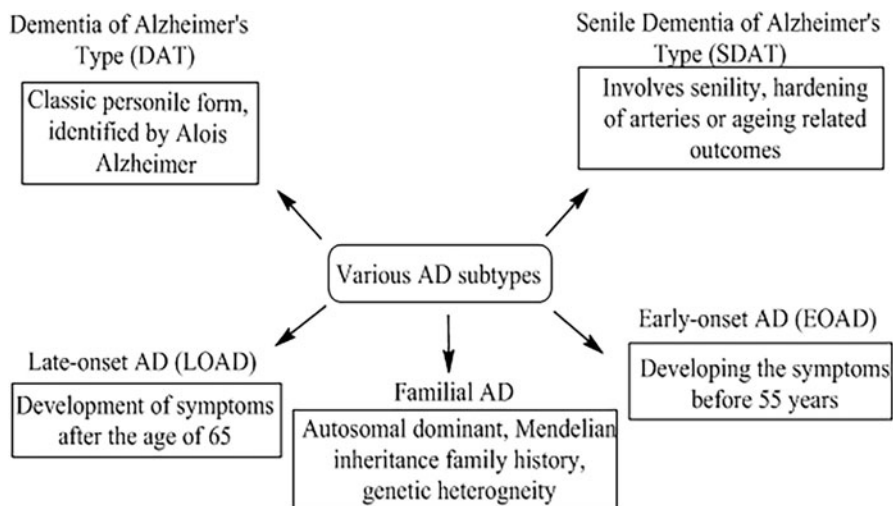 Dementia of Alzheimer's
Type (DAT)
Classic personile form,
identified by Alois
Alzheimer
Senile Dementia of Alzheimer's
Type (SDAT)
Involves senility, hardening
of arteries or ageing related
outcomes
Various AD subtypes
Late-onset AD (LOAD)
Development of symptoms
after the age of 65
Familial AD
Autosomal dominant, Mendelian
inheritance family history,
genetic heterogneity
Early-onset AD (EOAD)
Developing the symptoms
before 55 years